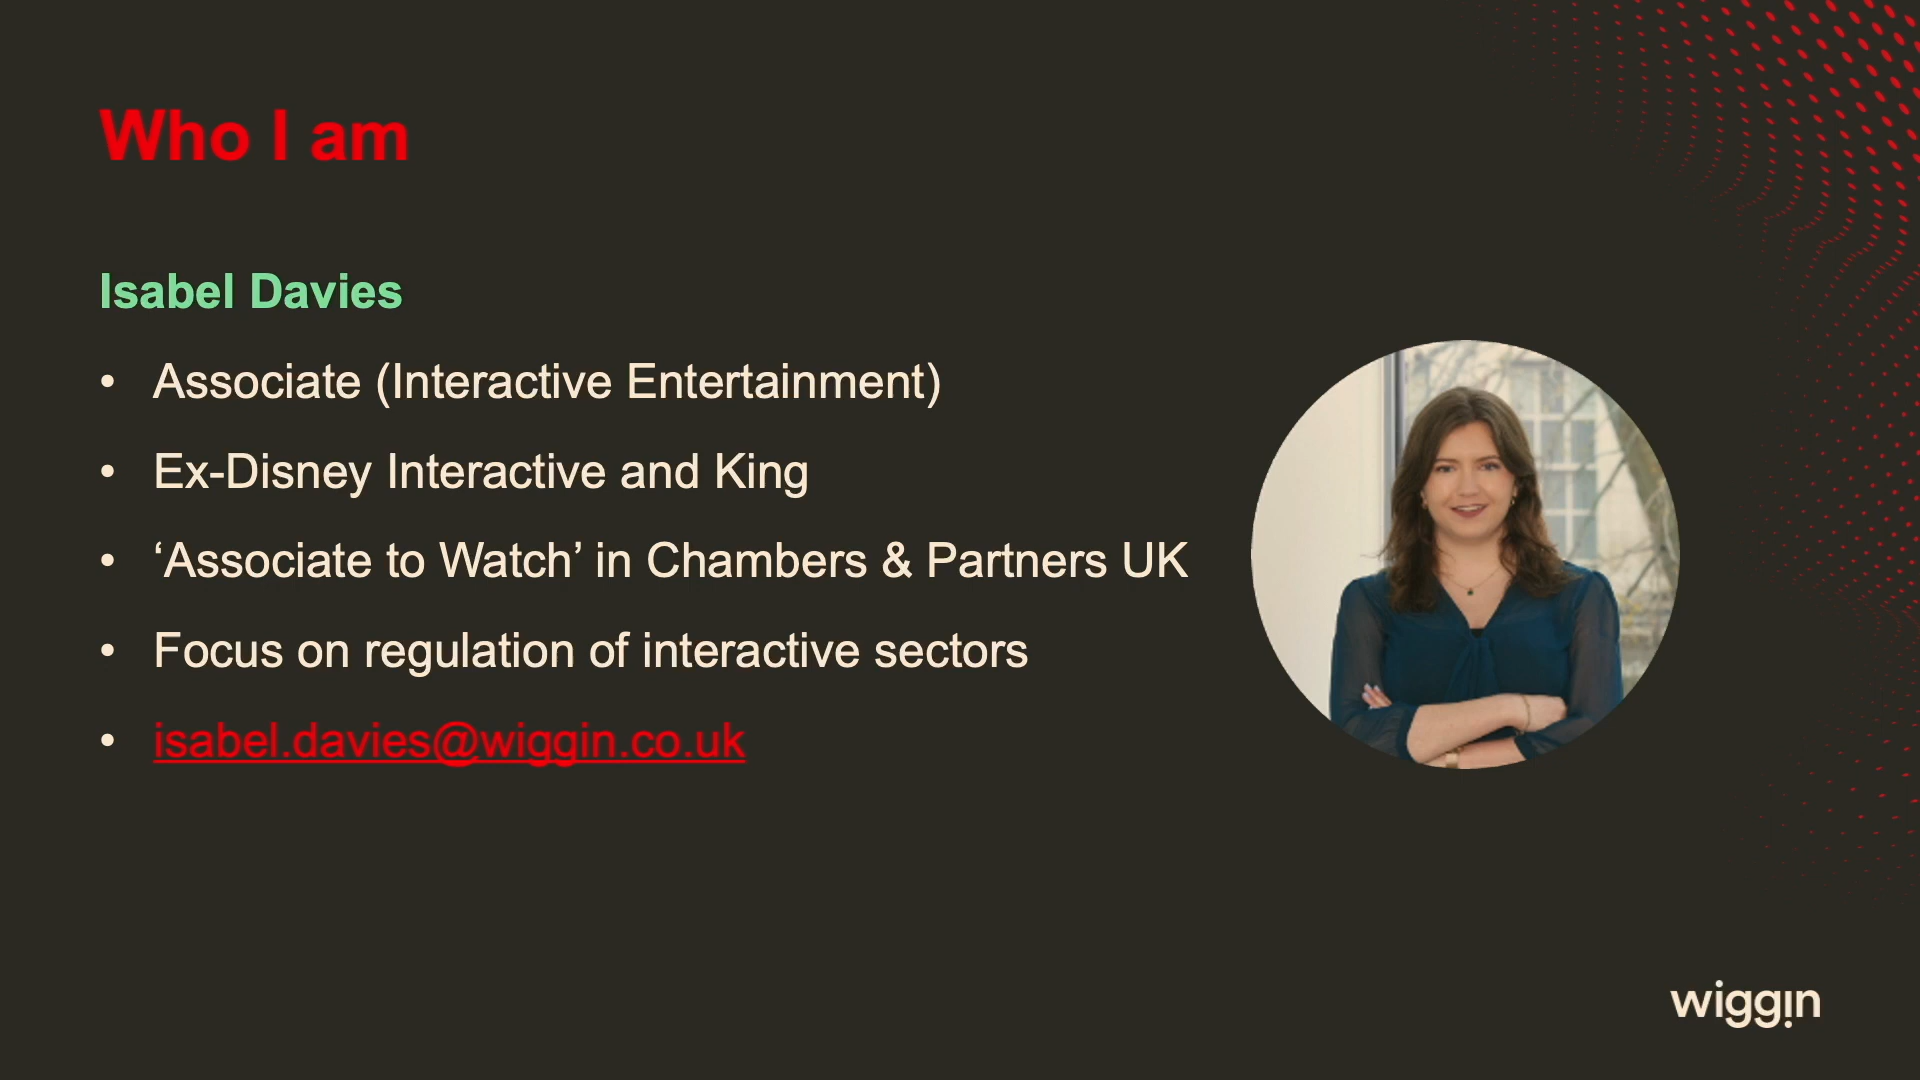 Who I am
Isabel Davies
• Associate (Interactive Entertainment)
• Ex-Disney Interactive and King
• ‘Associate to Watch’ in Chambers & Partners UK
• Focus on regulation of interactive sectors
• isabel.davies@wiggin.co.uk
wiggin